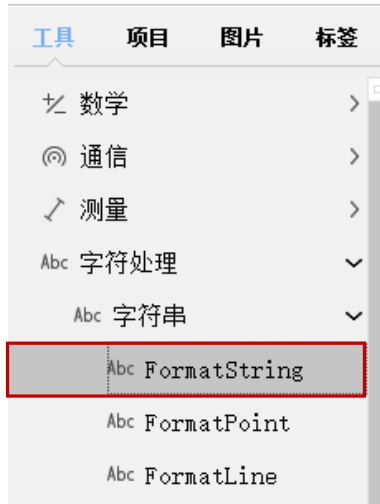 工具 项目 图片 标签
数学
通信
测量
Abc 字符处理
Abc 字符串
Abc FormatString
Abc FormatPoint
Abc FormatLine